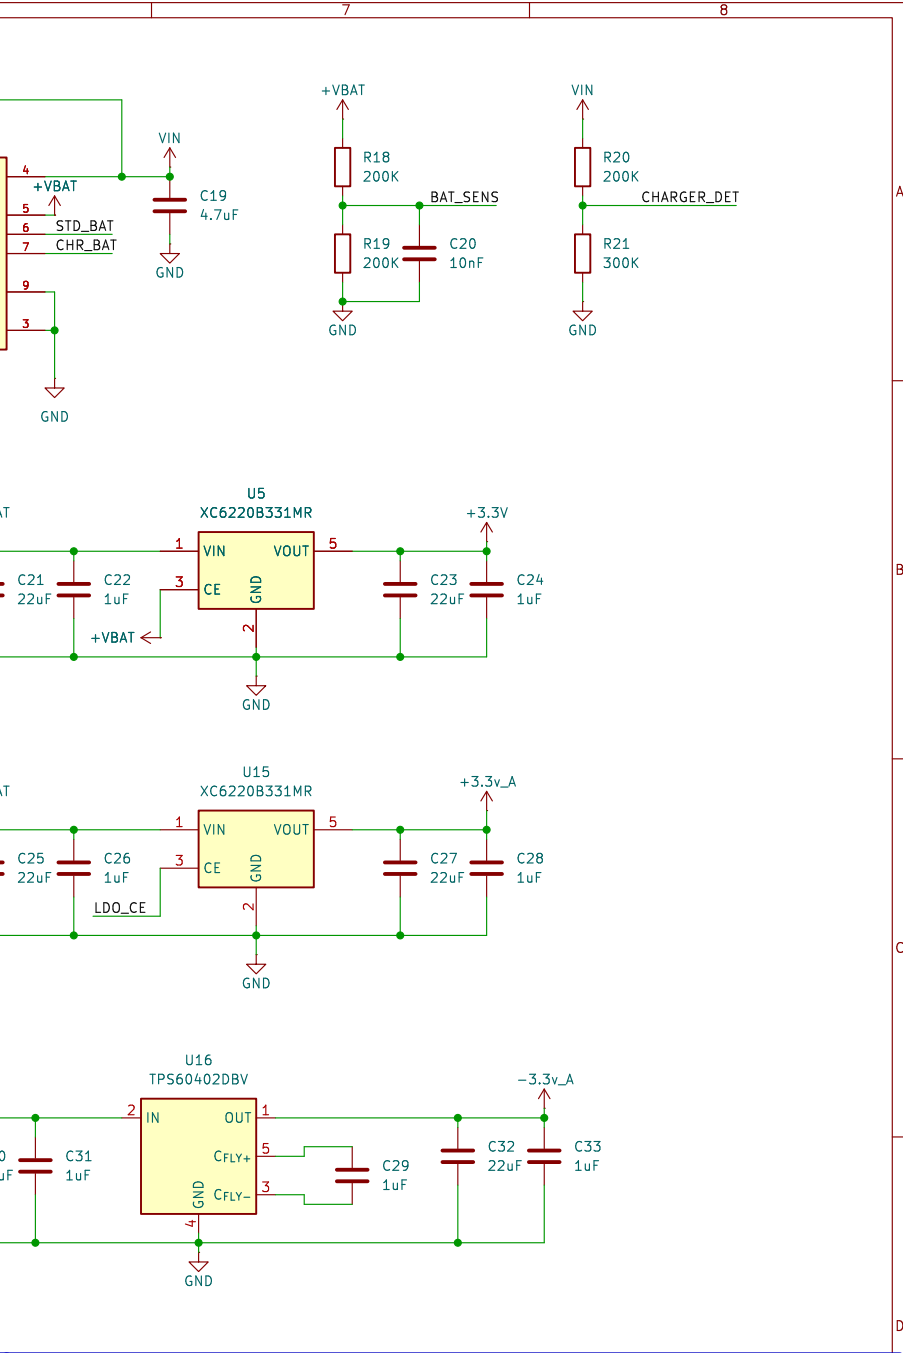 7
8
A
B
C
D
VIN
4
+VBAT
5
6
STD_BAT
7
CHR_BAT
9
3
GND
C19
4.7uF
GND
+VBAT
R18
200K
BAT_SENS
R19
200K
C20
10nF
GND
VIN
R20
200K
CHARGER_DET
R21
300K
GND
AT
C21
22uF
C22
1uF
U5
XC6220B331MR
1
VIN
VOUT
5
3
CE
GND
2
+VBAT
GND
+3.3V
C23
22uF
C24
1uF
AT
C25
22uF
C26
1uF
U15
XC6220B331MR
1
VIN
VOUT
5
3
CE
GND
2
LDO_CE
GND
+3.3v_A
C27
22uF
C28
1uF
0
uF
C31
1uF
U16
TPS60402DBV
2
IN
OUT
1
CFLY+
5
CFLY−
3
GND
4
GND
C29
1uF
−3.3v_A
C32
22uF
C33
1uF